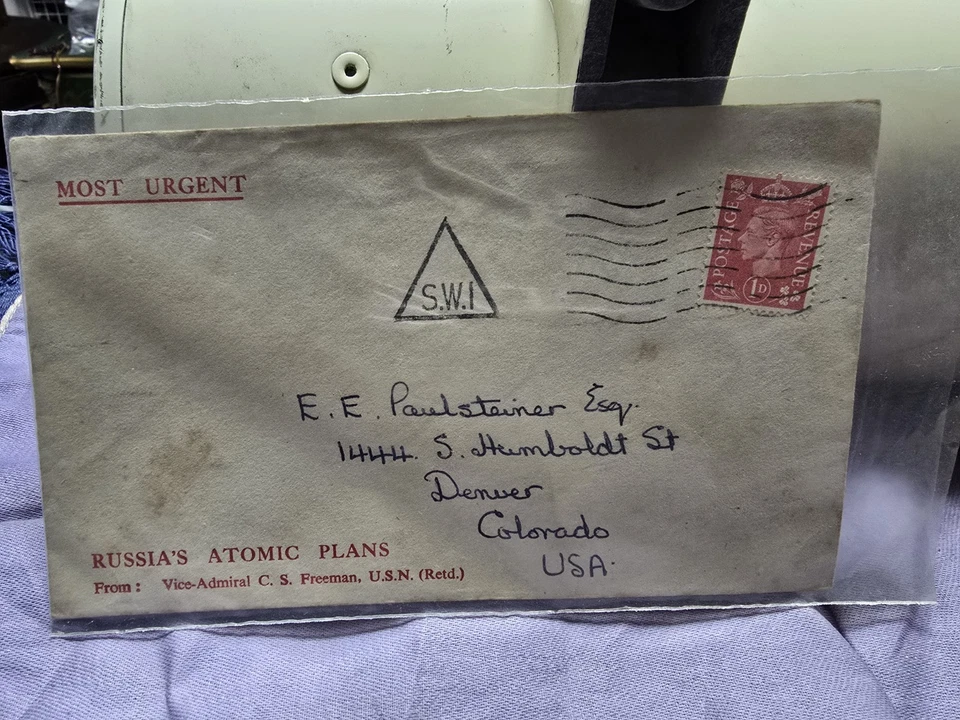 MOST URGENT
S.W.1
POSTAGE
REVENUE
1D
E. E. Paulsteiner Esq.
1444. S. Humboldt St
Denver
Colorado
USA.
RUSSIA'S ATOMIC PLANS
From: Vice-Admiral C. S. Freeman, U.S.N. (Retd.)